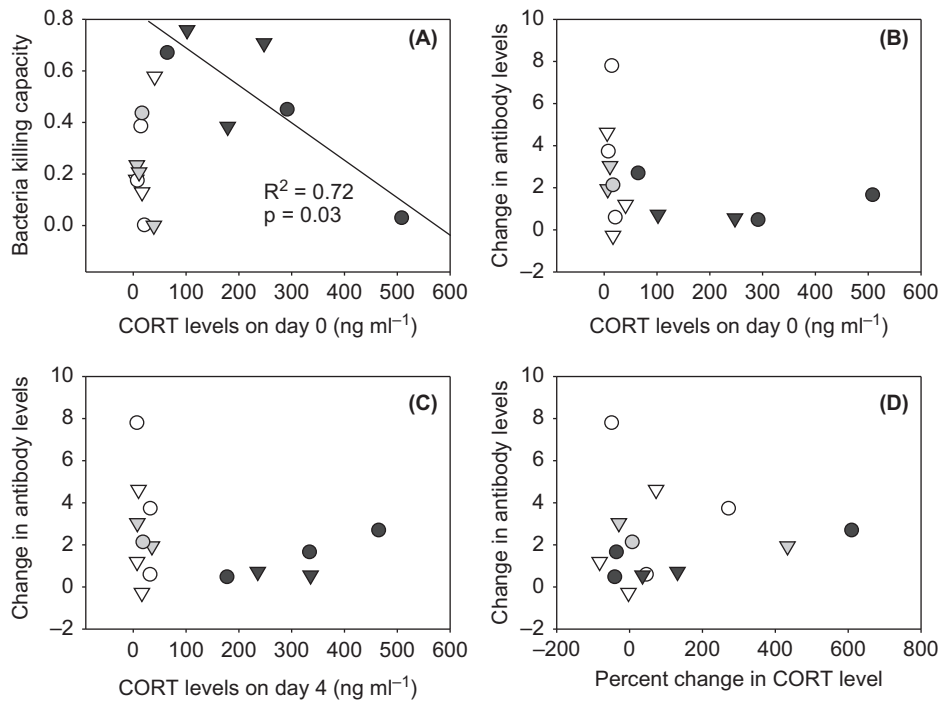 (A)
Bacteria killing capacity
0.8
0.6
0.4
0.2
0.0
R² = 0.72
p = 0.03
0 100 200 300 400 500 600
CORT levels on day 0 (ng ml⁻¹)
(B)
Change in antibody levels
10
8
6
4
2
0
–2
0 100 200 300 400 500 600
CORT levels on day 0 (ng ml⁻¹)
(C)
Change in antibody levels
10
8
6
4
2
0
–2
0 100 200 300 400 500 600
CORT levels on day 4 (ng ml⁻¹)
(D)
Change in antibody levels
10
8
6
4
2
0
–2
–200 0 200 400 600 800
Percent change in CORT level